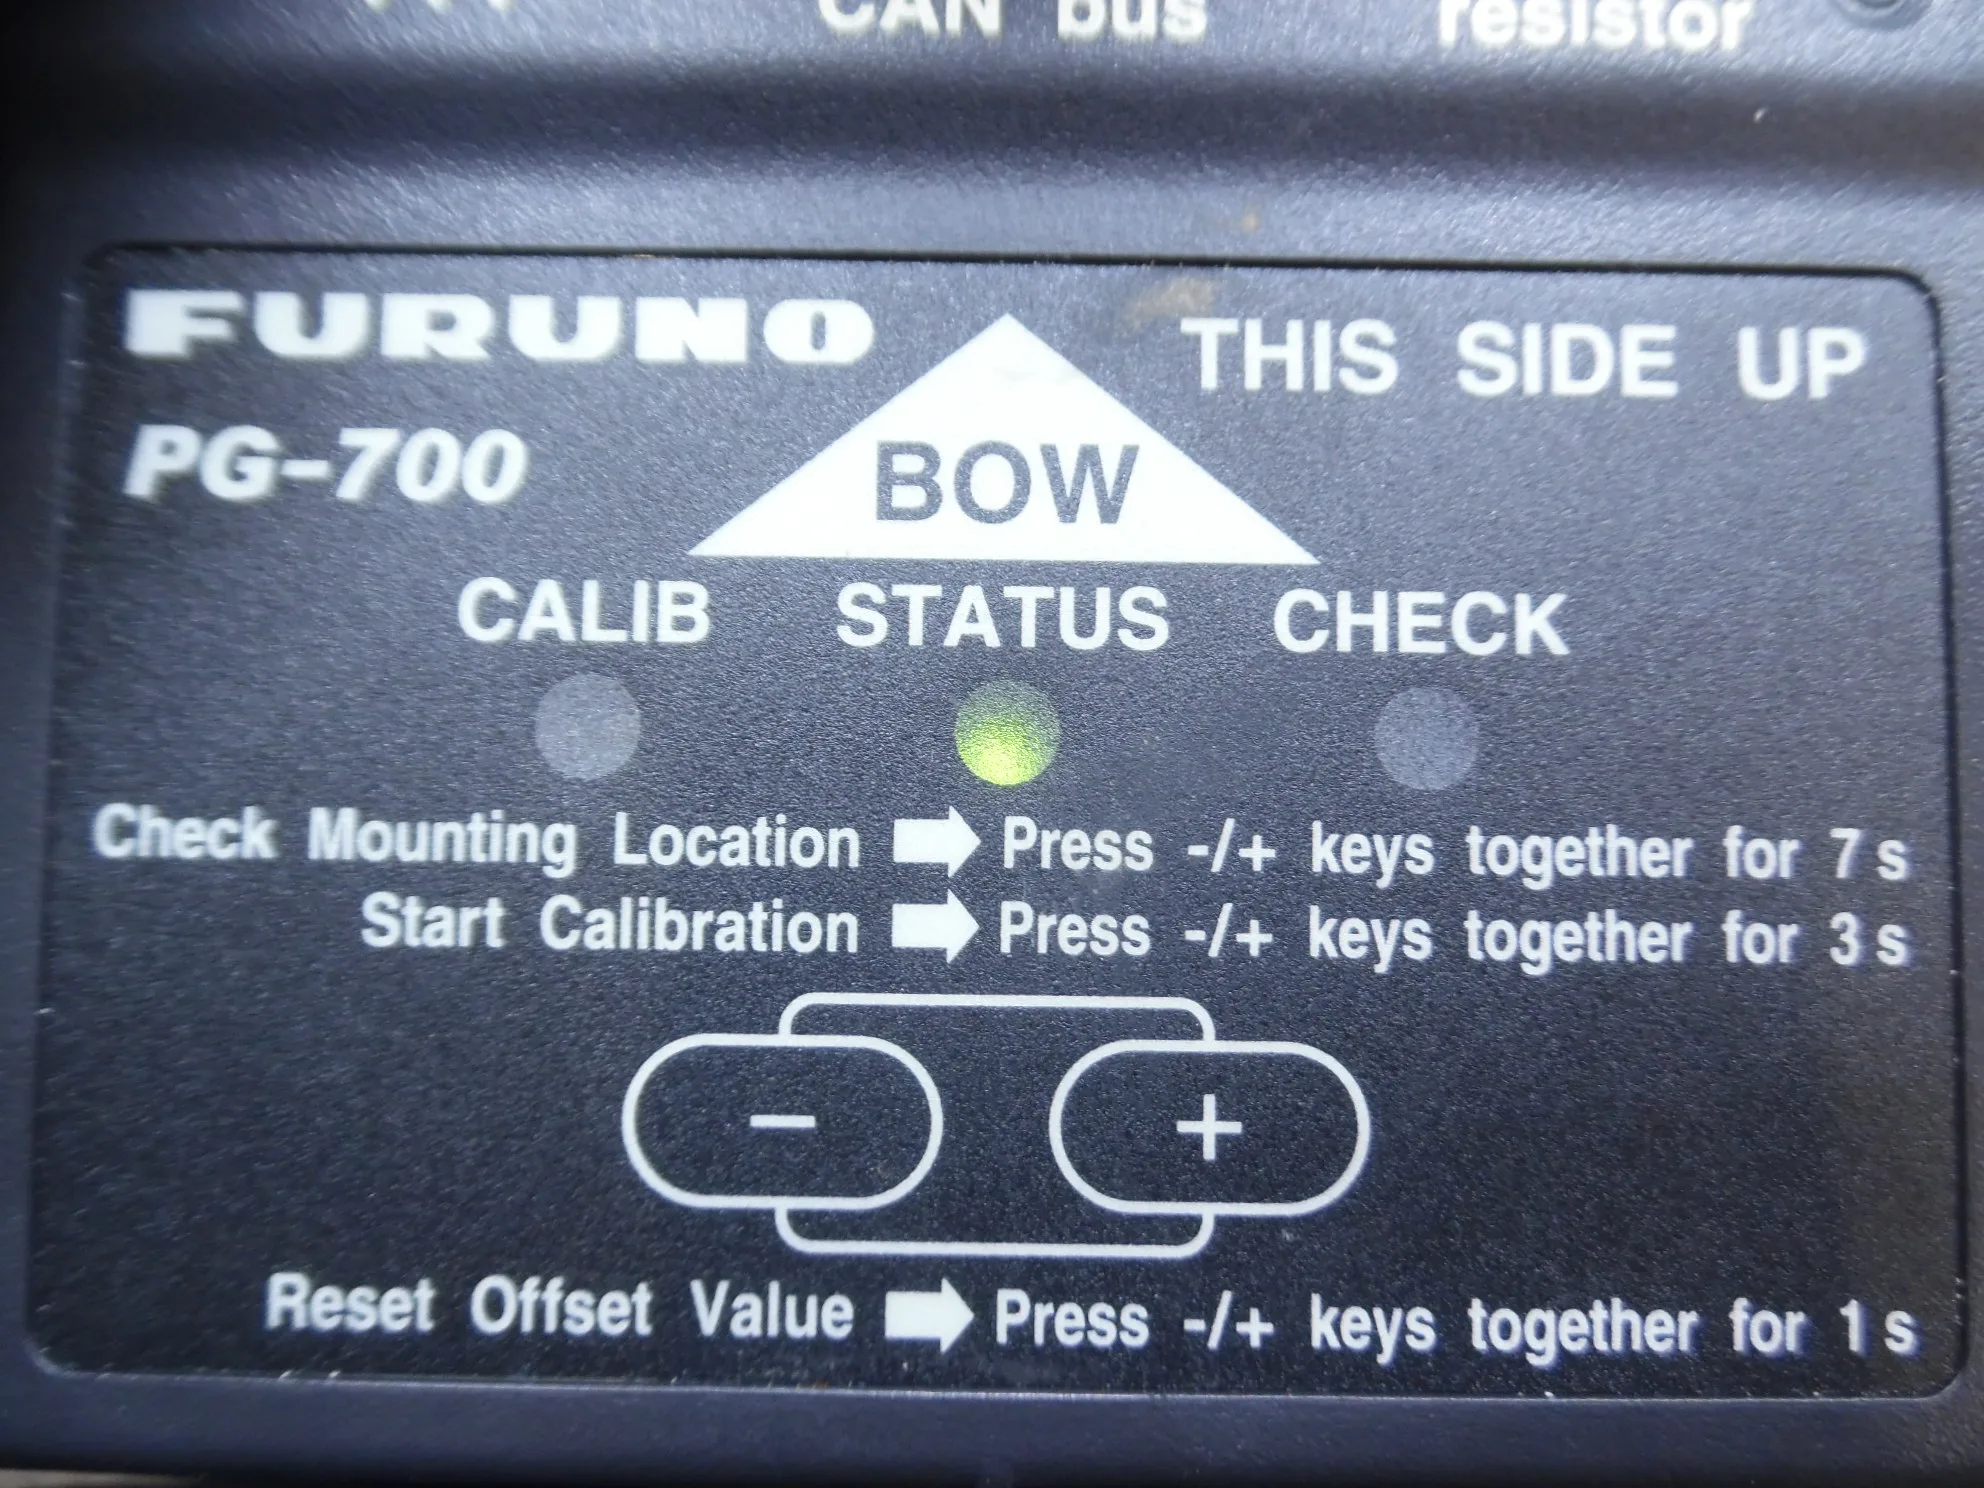 CAN bus
resistor
FURUNO
THIS SIDE UP
PG-700
BOW
CALIB STATUS CHECK
Check Mounting Location ➡ Press -/+ keys together for 7 s
Start Calibration ➡ Press -/+ keys together for 3 s
- +
Reset Offset Value ➡ Press -/+ keys together for 1 s